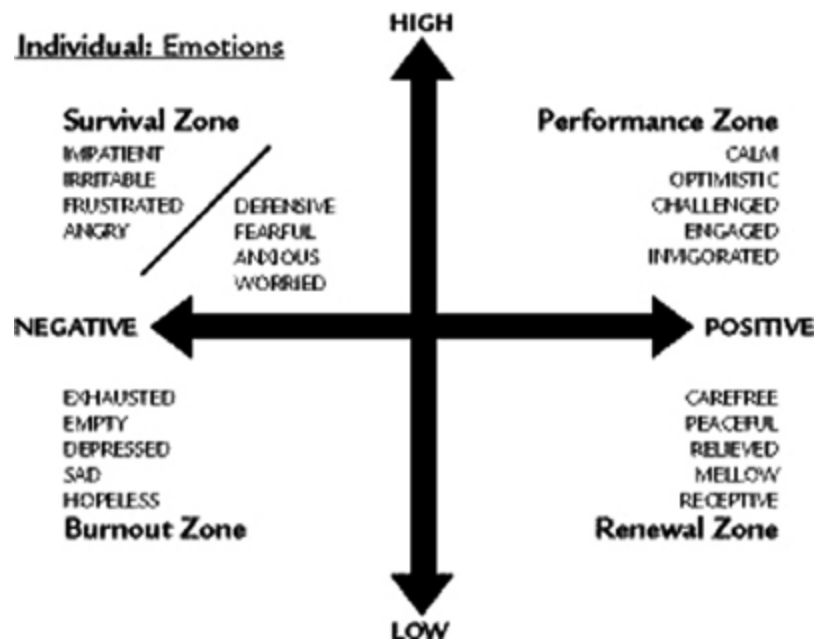 HIGH
Individual: Emotions
Survival Zone
IMPATIENT
IRRITABLE
FRUSTRATED
ANGRY
DEFENSIVE
FEARFUL
ANXIOUS
WORRIED
Performance Zone
CALM
OPTIMISTIC
CHALLENGED
ENGAGED
INVIGORATED
NEGATIVE
POSITIVE
EXHAUSTED
EMPTY
DEPRESSED
SAD
HOPELESS
Burnout Zone
CAREFREE
PEACEFUL
RELIEVED
MELLOW
RECEPTIVE
Renewal Zone
LOW